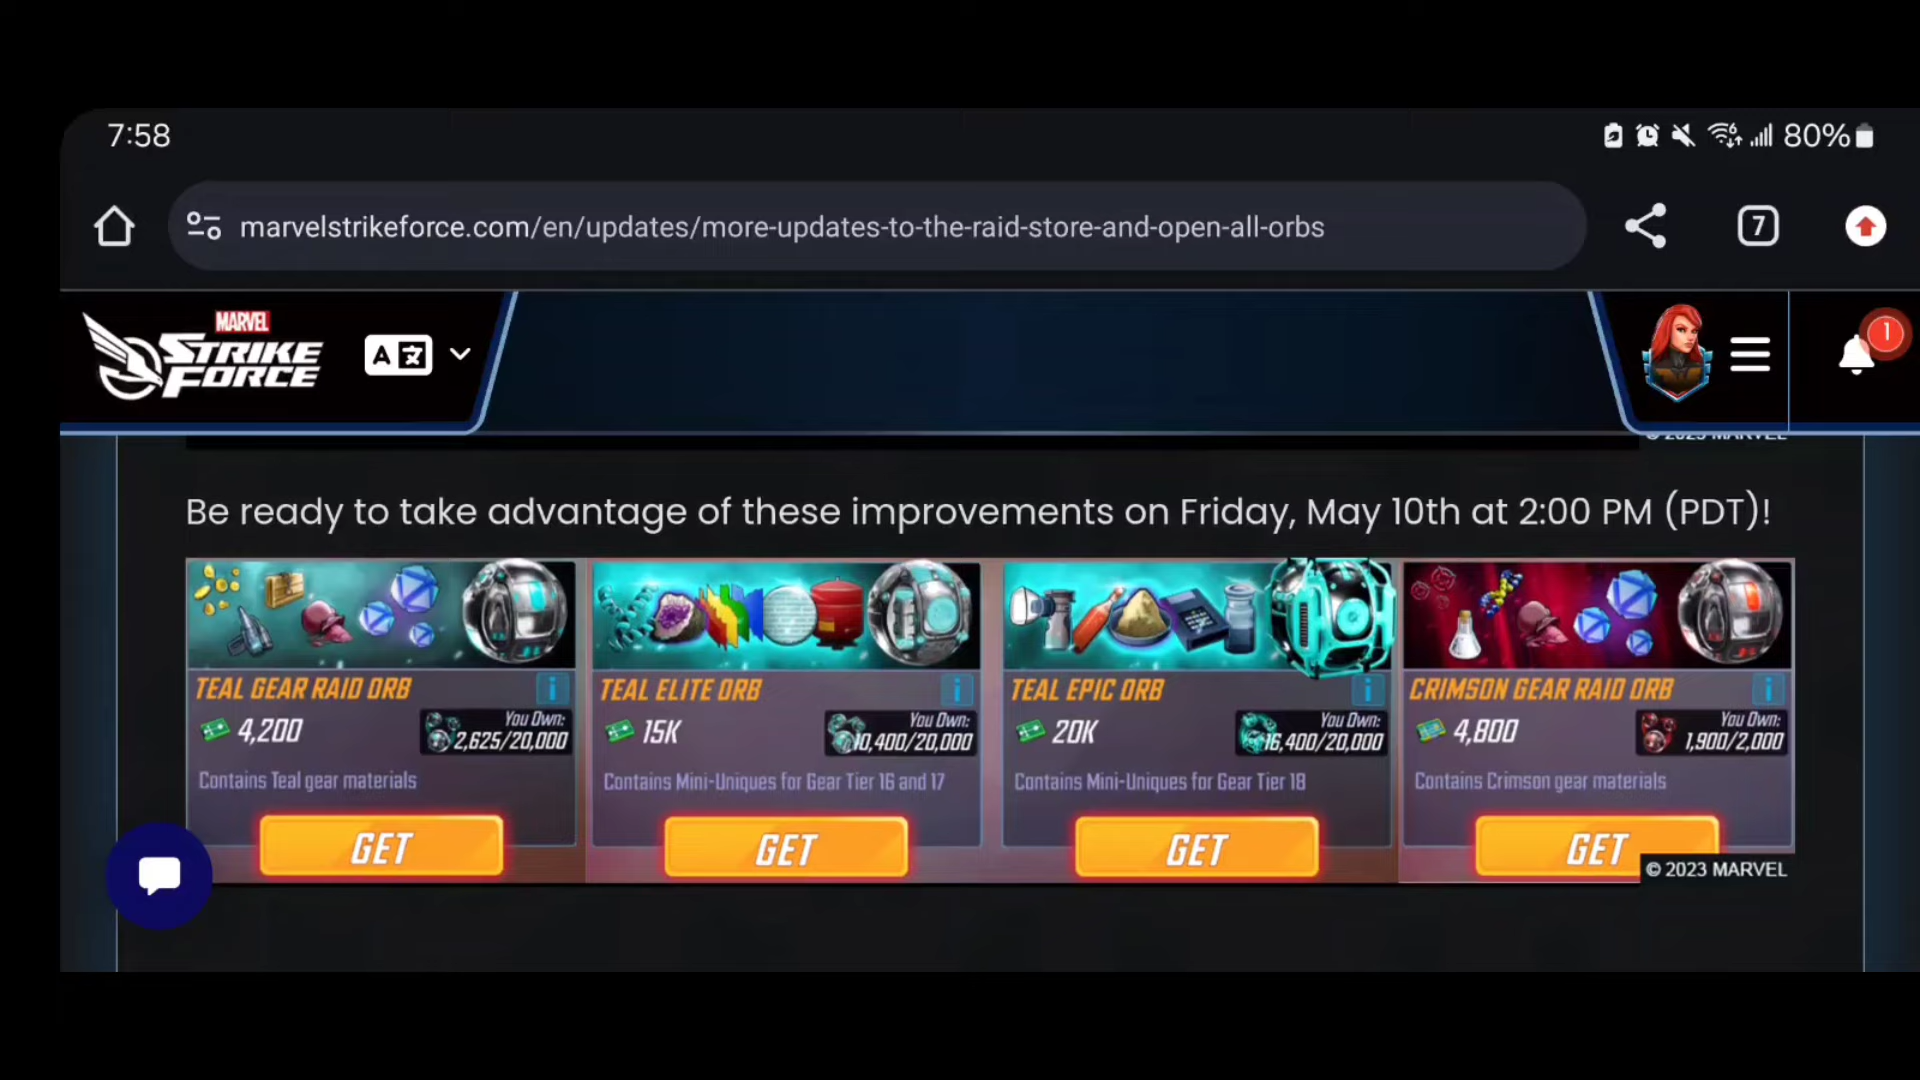 7:58
80%
marvelstrikeforce.com/en/updates/more-updates-to-the-raid-store-and-open-all-orbs
7
MARVEL
STRIKE
FORCE
A 文
1
© 2023 MARVEL
Be ready to take advantage of these improvements on Friday, May 10th at 2:00 PM (PDT)!
TEAL GEAR RAID ORB
i
4,200
You Own:
2,625/20,000
Contains Teal gear materials
GET
TEAL ELITE ORB
i
15K
You Own:
10,400/20,000
Contains Mini-Uniques for Gear Tier 16 and 17
GET
TEAL EPIC ORB
i
20K
You Own:
16,400/20,000
Contains Mini-Uniques for Gear Tier 18
GET
CRIMSON GEAR RAID ORB
i
4,800
You Own:
1,900/2,000
Contains Crimson gear materials
GET
© 2023 MARVEL